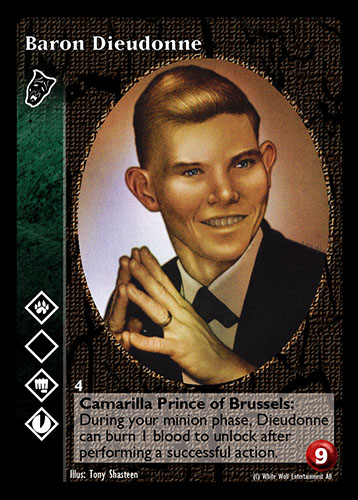 Baron Dieudonne
4
Camarilla Prince of Brussels:
During your minion phase, Dieudonne
can burn 1 blood to unlock after
performing a successful action.
9
Illus: Tony Shasteen
(C) White Wolf Entertainment AB